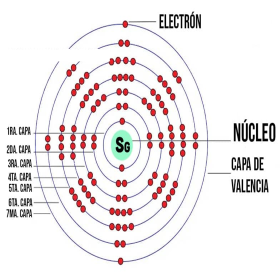 ELECTRÓN
1RA. CAPA
2DA. CAPA
3RA. CAPA
4TA. CAPA
5TA. CAPA
6TA. CAPA
7MA. CAPA
SG
NÚCLEO
CAPA DE
VALENCIA